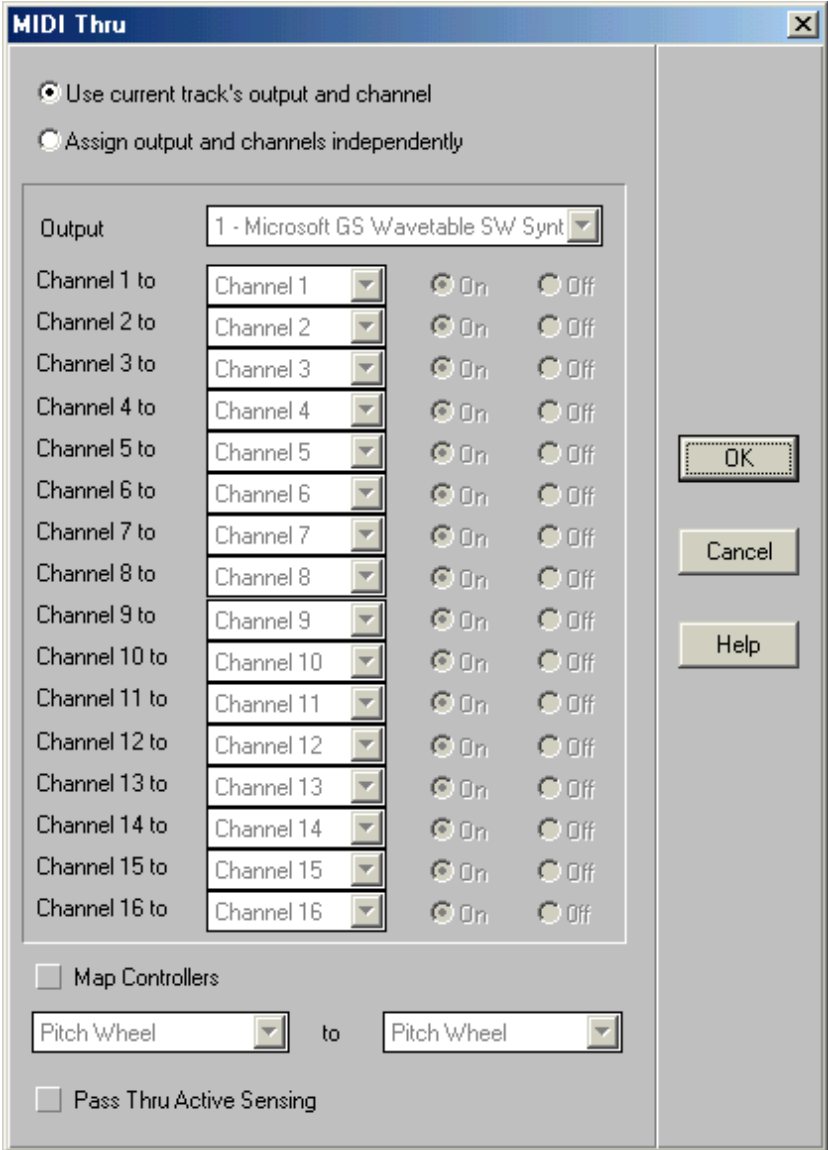 MIDI Thru
Use current track's output and channel
Assign output and channels independently
Output 1 - Microsoft GS Wavetable SW Synt
Channel 1 to Channel 1 On Off
Channel 2 to Channel 2 On Off
Channel 3 to Channel 3 On Off
Channel 4 to Channel 4 On Off
Channel 5 to Channel 5 On Off
Channel 6 to Channel 6 On Off
Channel 7 to Channel 7 On Off
Channel 8 to Channel 8 On Off
Channel 9 to Channel 9 On Off
Channel 10 to Channel 10 On Off
Channel 11 to Channel 11 On Off
Channel 12 to Channel 12 On Off
Channel 13 to Channel 13 On Off
Channel 14 to Channel 14 On Off
Channel 15 to Channel 15 On Off
Channel 16 to Channel 16 On Off
Map Controllers
Pitch Wheel to Pitch Wheel
Pass Thru Active Sensing
OK
Cancel
Help